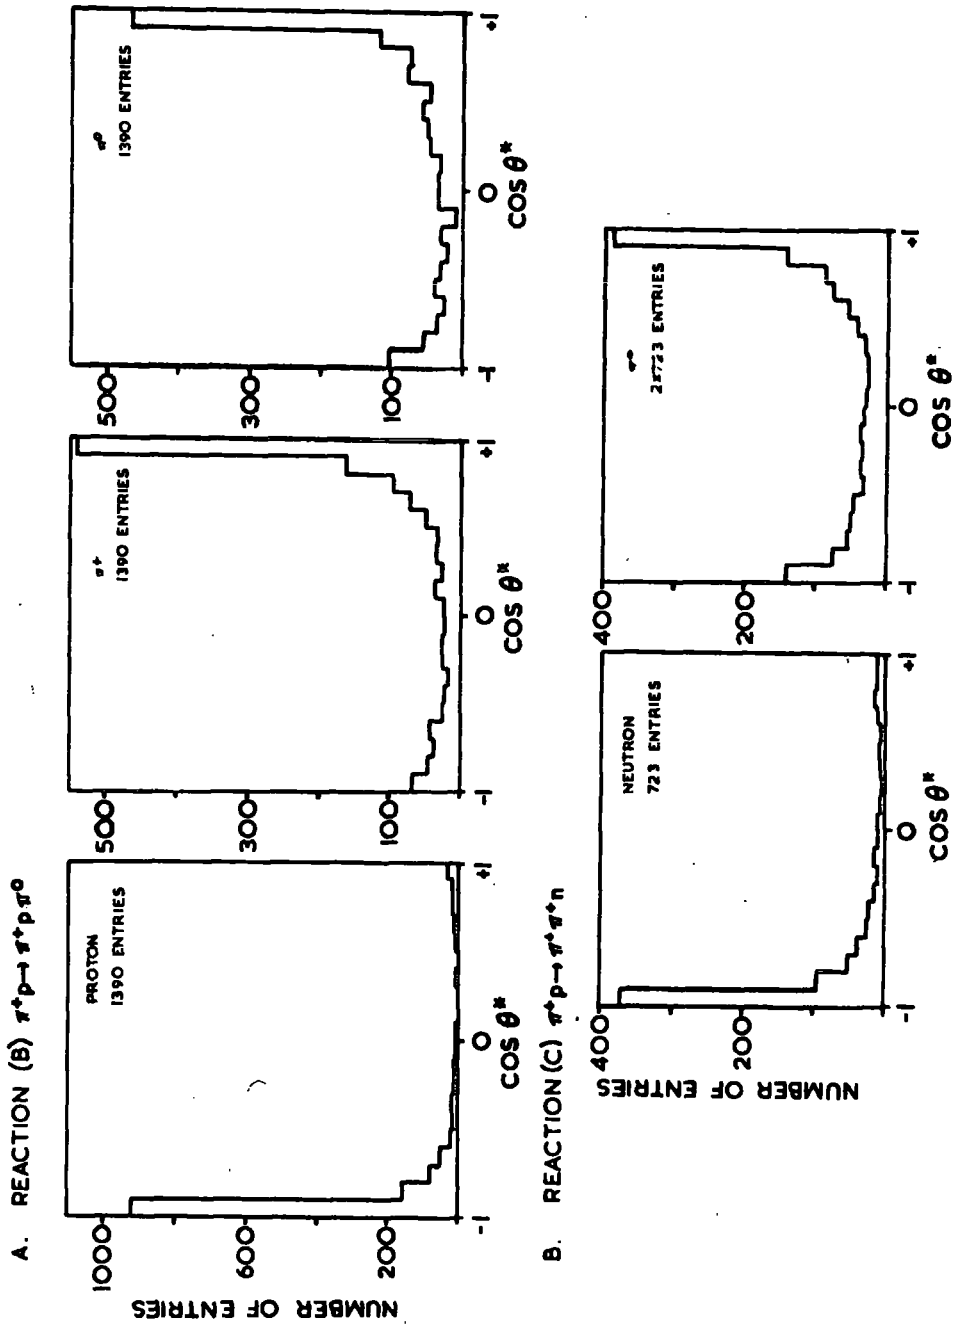 A. REACTION (B) π⁺p→ π⁺pπ⁰
NUMBER OF ENTRIES
1000
600
200
PROTON
1390 ENTRIES
-1
0
+1
COS θ*
500
300
100
π⁺
1390 ENTRIES
-1
0
+1
COS θ*
500
300
100
π⁰
1390 ENTRIES
-1
0
+1
COS θ*
B. REACTION (C) π⁺p→ π⁺π⁺n
NUMBER OF ENTRIES
400
200
NEUTRON
723 ENTRIES
-1
0
+1
COS θ*
400
200
ENTRIES
-1
0
+1
COS θ*